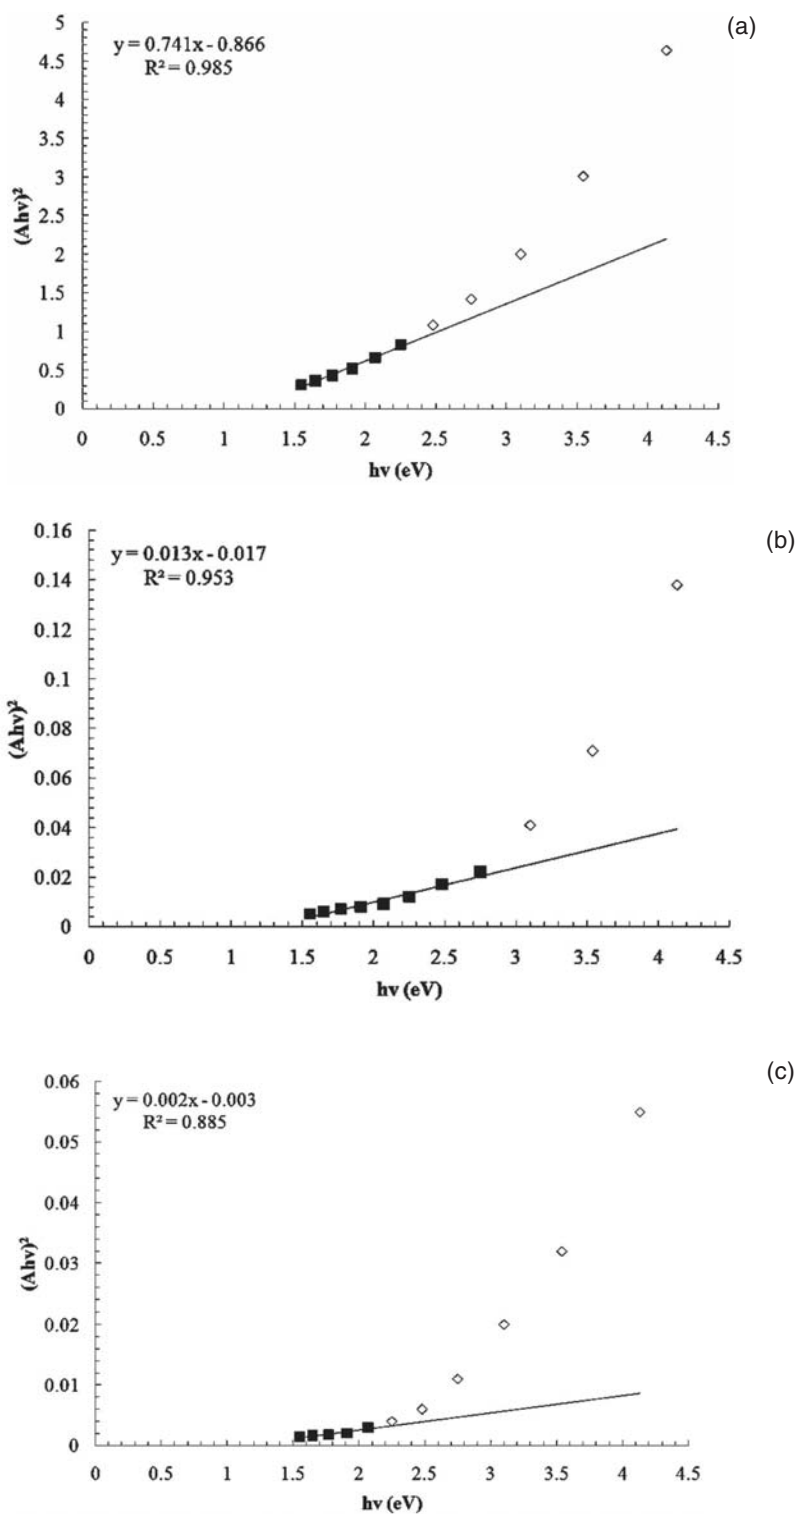 (a)
y = 0.741x - 0.866
R² = 0.985
5
4.5
4
3.5
3
2.5
2
1.5
1
0.5
0
(Ahv)²
0 0.5 1 1.5 2 2.5 3 3.5 4 4.5
hv (eV)
(b)
y = 0.013x - 0.017
R² = 0.953
0.16
0.14
0.12
0.1
0.08
0.06
0.04
0.02
0
(Ahv)²
0 0.5 1 1.5 2 2.5 3 3.5 4 4.5
hv (eV)
(c)
y = 0.002x - 0.003
R² = 0.885
0.06
0.05
0.04
0.03
0.02
0.01
0
(Ahv)²
0 0.5 1 1.5 2 2.5 3 3.5 4 4.5
hv (eV)